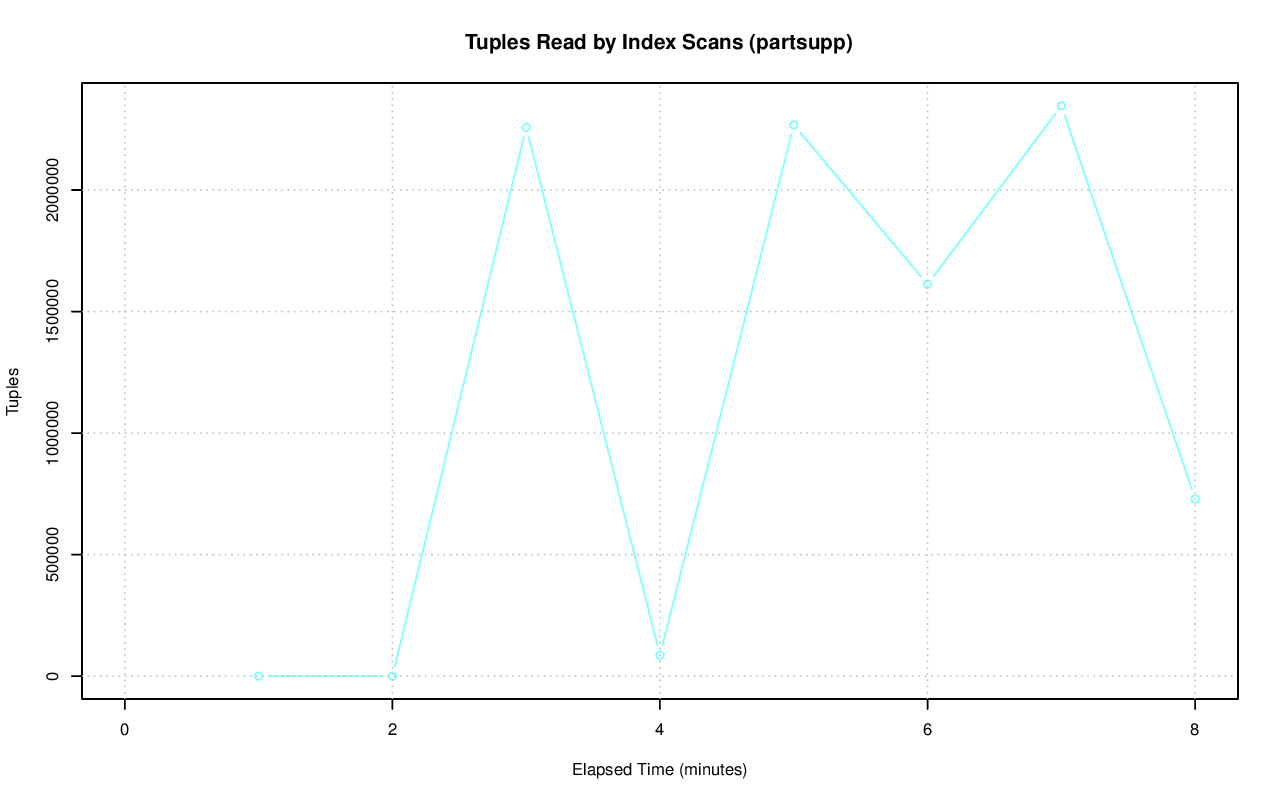 Tuples Read by Index Scans (partsupp)
Tuples
2000000
1500000
1000000
500000
0
0 2 4 6 8
Elapsed Time (minutes)